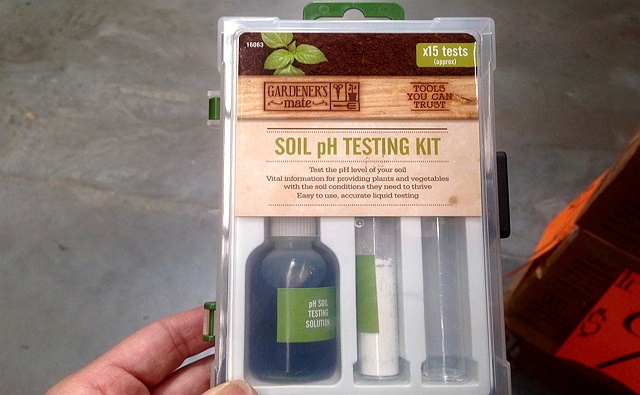 16063
x15 tests
(approx)
GARDENER'S
mate
TOOLS
YOU CAN
TRUST
SOIL pH TESTING KIT
Test the pH level of your soil
Vital information for providing plants and vegetables
with the soil conditions they need to thrive
Easy to use, accurate liquid testing
pH SOIL
TESTING
SOLUTION